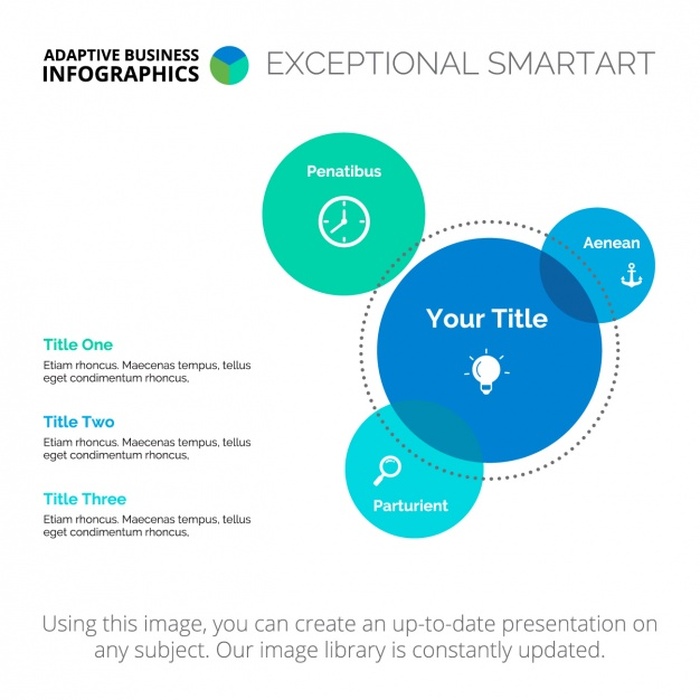 ADAPTIVE BUSINESS
INFOGRAPHICS
EXCEPTIONAL SMARTART
Penatibus
Aenean
Your Title
Parturient
Title One
Etiam rhoncus. Maecenas tempus, tellus
eget condimentum rhoncus,
Title Two
Etiam rhoncus. Maecenas tempus, tellus
eget condimentum rhoncus,
Title Three
Etiam rhoncus. Maecenas tempus, tellus
eget condimentum rhoncus,
Using this image, you can create an up-to-date presentation on
any subject. Our image library is constantly updated.